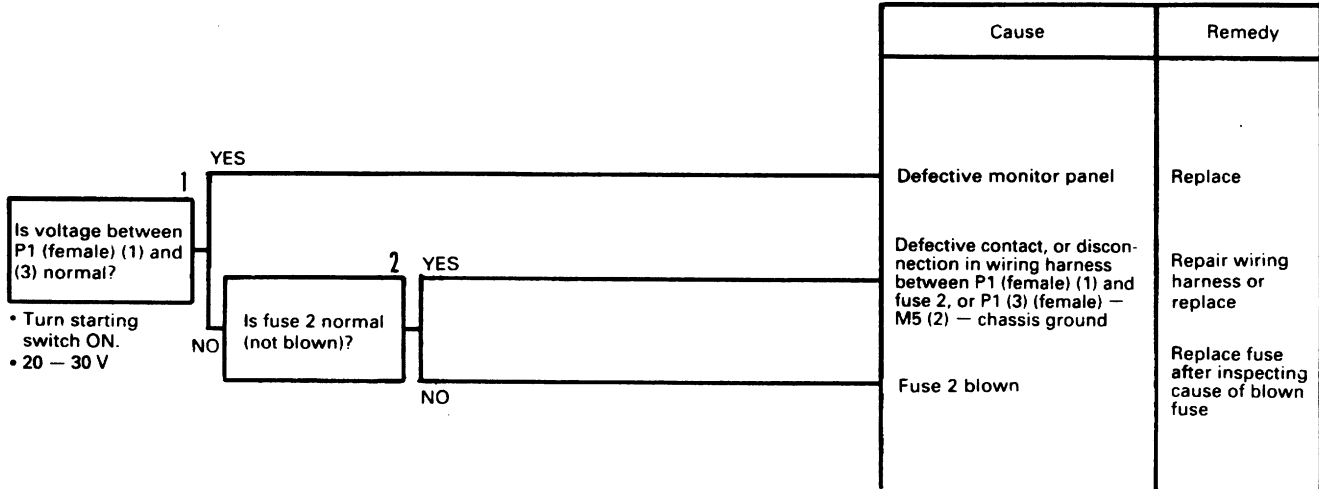 Cause
Remedy
YES
Defective monitor panel
Replace
1
Is voltage between
P1 (female) (1) and
(3) normal?
• Turn starting
switch ON.
• 20 — 30 V
NO
2
Is fuse 2 normal
(not blown)?
YES
Defective contact, or discon-
nection in wiring harness
between P1 (female) (1) and
fuse 2, or P1 (3) (female) —
M5 (2) — chassis ground
Repair wiring
harness or
replace
NO
Fuse 2 blown
Replace fuse
after inspecting
cause of blown
fuse